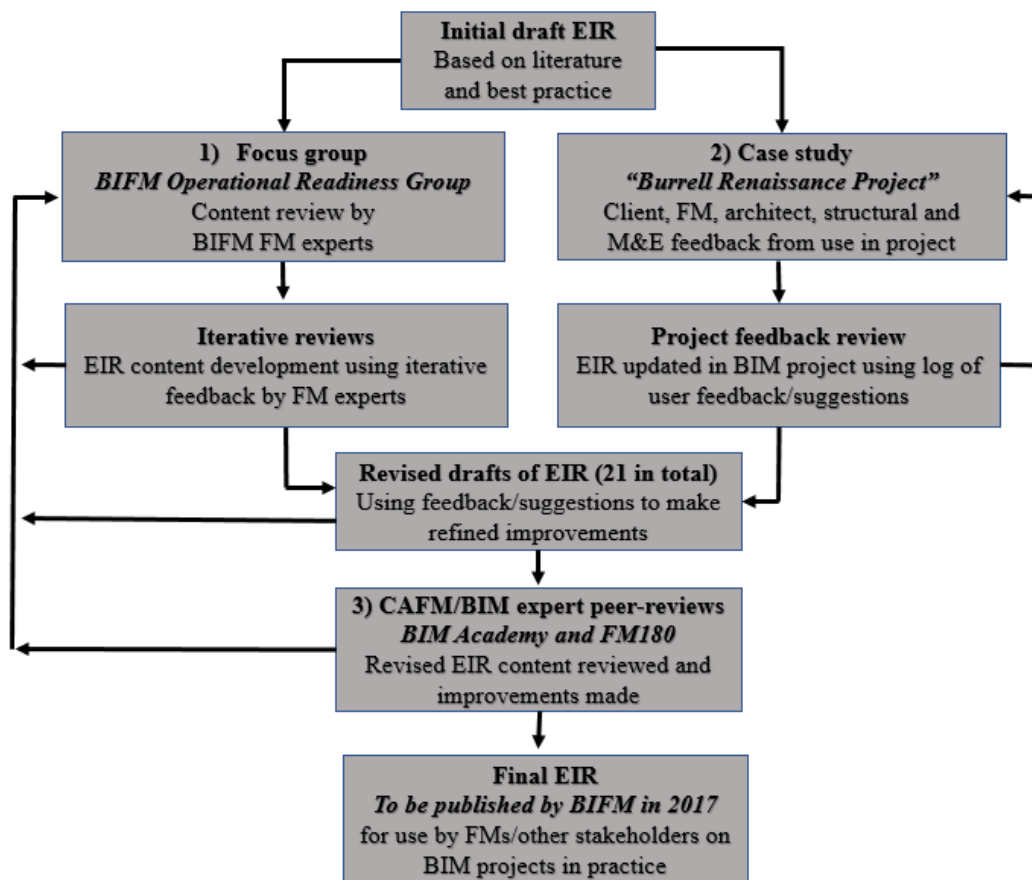 Initial draft EIR
Based on literature
and best practice
1) Focus group
BIFM Operational Readiness Group
Content review by
BIFM FM experts
2) Case study
“Burrell Renaissance Project”
Client, FM, architect, structural and
M&E feedback from use in project
Iterative reviews
EIR content development using iterative
feedback by FM experts
Project feedback review
EIR updated in BIM project using log of
user feedback/suggestions
Revised drafts of EIR (21 in total)
Using feedback/suggestions to make
refined improvements
3) CAFM/BIM expert peer-reviews
BIM Academy and FM180
Revised EIR content reviewed and
improvements made
Final EIR
To be published by BIFM in 2017
for use by FMs/other stakeholders on
BIM projects in practice